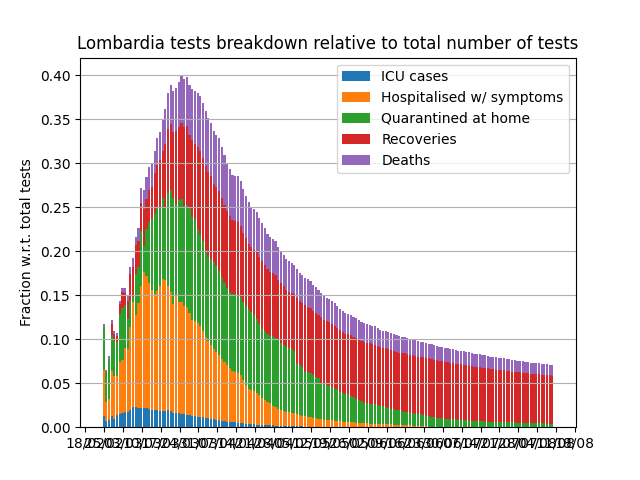 Lombardia tests breakdown relative to total number of tests
ICU cases
Hospitalised w/ symptoms
Quarantined at home
Recoveries
Deaths
Fraction w.r.t. total tests
0.40
0.35
0.30
0.25
0.20
0.15
0.10
0.05
0.00